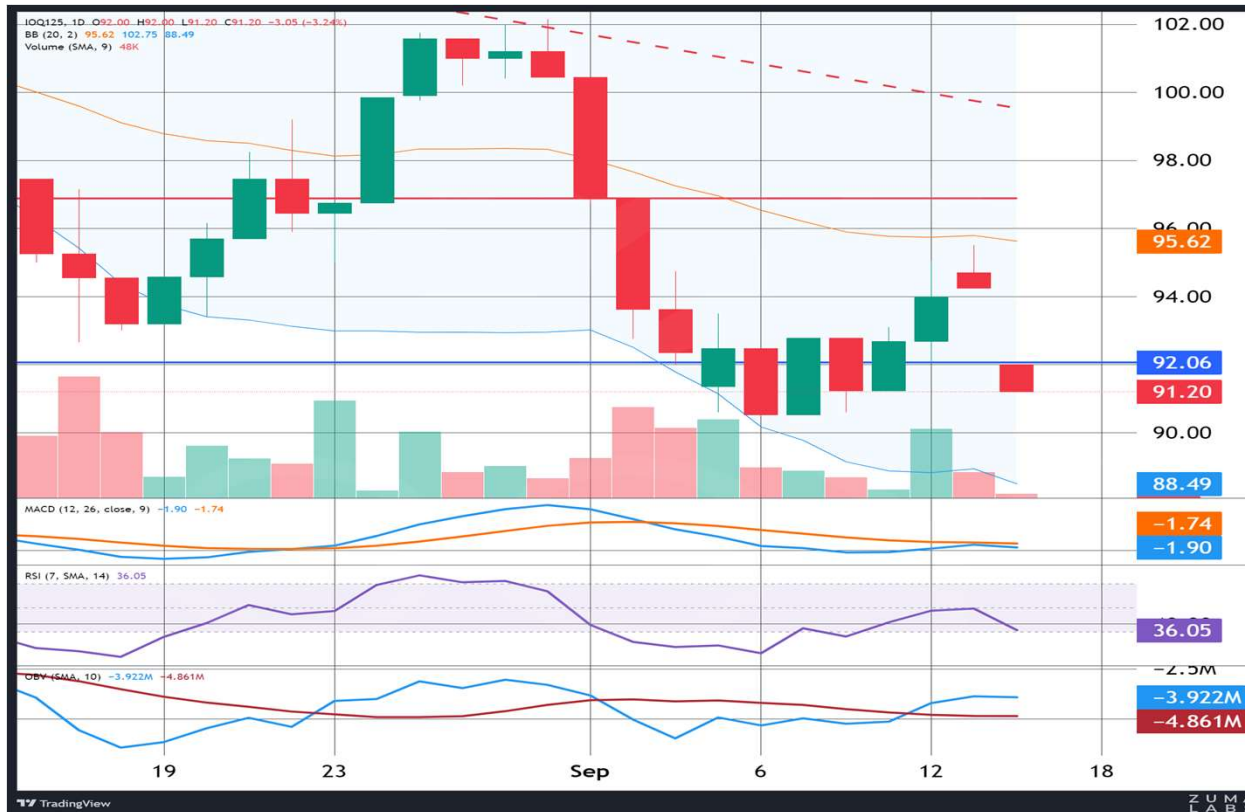 IOQ125, 1D O92.00 H92.00 L91.20 C91.20 −3.05 (−3.24%)
BB (20, 2) 95.62 102.75 88.49
Volume (SMA, 9) 48K
102.00
100.00
98.00
96.00
95.62
94.00
92.06
91.20
90.00
88.49
MACD (12, 26, close, 9) −1.90 −1.74
−1.74
−1.90
RSI (7, SMA, 14) 36.05
36.05
OBV (SMA, 10) −3.922M −4.861M
−2.5M
−3.922M
−4.861M
19 23 Sep 6 12 18
TradingView
ZUM
LAB